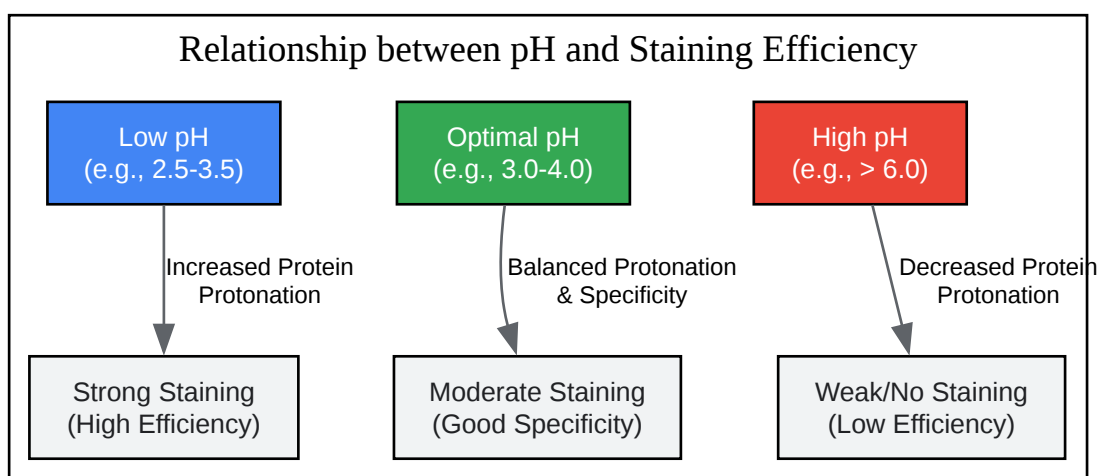 Relationship between pH and Staining Efficiency
Low pH
(e.g., 2.5-3.5)
Optimal pH
(e.g., 3.0-4.0)
High pH
(e.g., > 6.0)
Increased Protein
Protonation
Balanced Protonation
& Specificity
Decreased Protein
Protonation
Strong Staining
(High Efficiency)
Moderate Staining
(Good Specificity)
Weak/No Staining
(Low Efficiency)